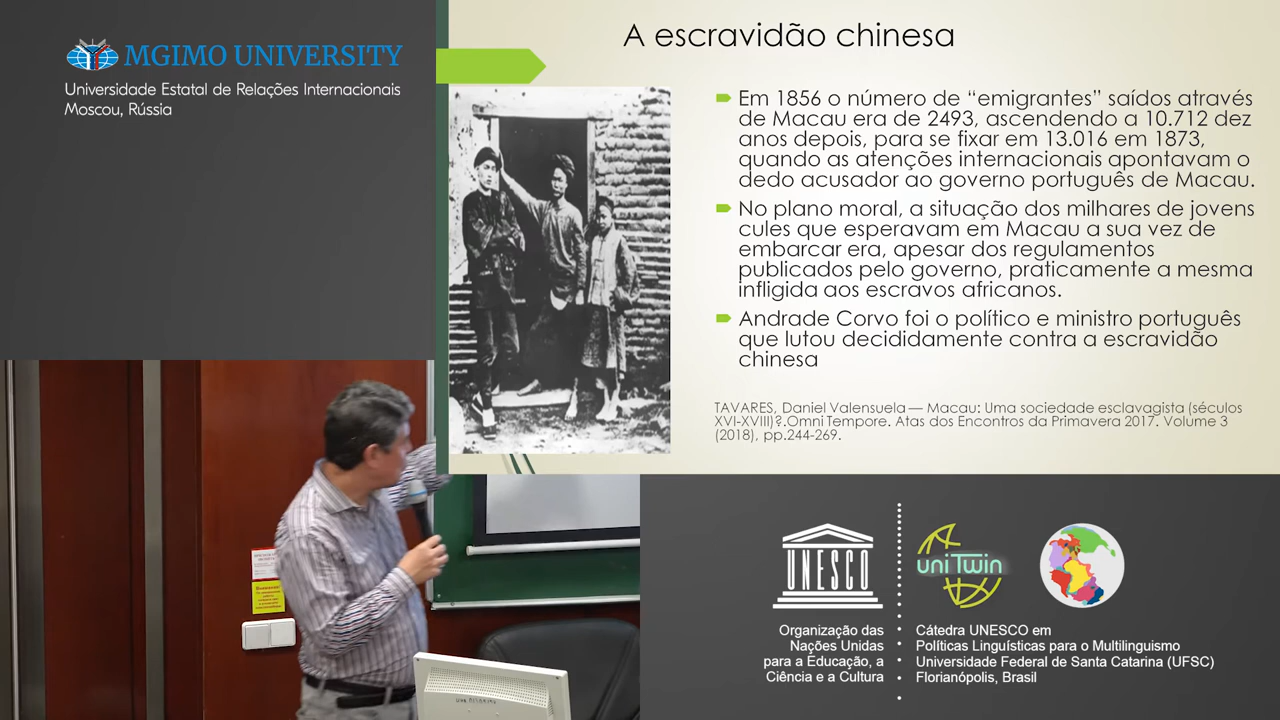 MGIMO UNIVERSITY
Universidade Estatal de Relações Internacionais
Moscou, Rússia
A escravidão chinesa
Em 1856 o número de “emigrantes” saídos através
de Macau era de 2493, ascendendo a 10.712 dez
anos depois, para se fixar em 13.016 em 1873,
quando as atenções internacionais apontavam o
dedo acusador ao governo português de Macau.
No plano moral, a situação dos milhares de jovens
cules que esperavam em Macau a sua vez de
embarcar era, apesar dos regulamentos
publicados pelo governo, praticamente a mesma
infligida aos escravos africanos.
Andrade Corvo foi o político e ministro português
que lutou decididamente contra a escravidão
chinesa
TAVARES, Daniel Valensuela — Macau: Uma sociedade esclavagista (séculos
XVI-XVIII)?.Omni Tempore. Atas dos Encontros da Primavera 2017. Volume 3
(2018), pp.244-269.
UNESCO
uniTwin
Organização das
Nações Unidas
para a Educação, a
Ciência e a Cultura
Cátedra UNESCO em
Políticas Linguísticas para o Multilinguismo
Universidade Federal de Santa Catarina (UFSC)
Florianópolis, Brasil